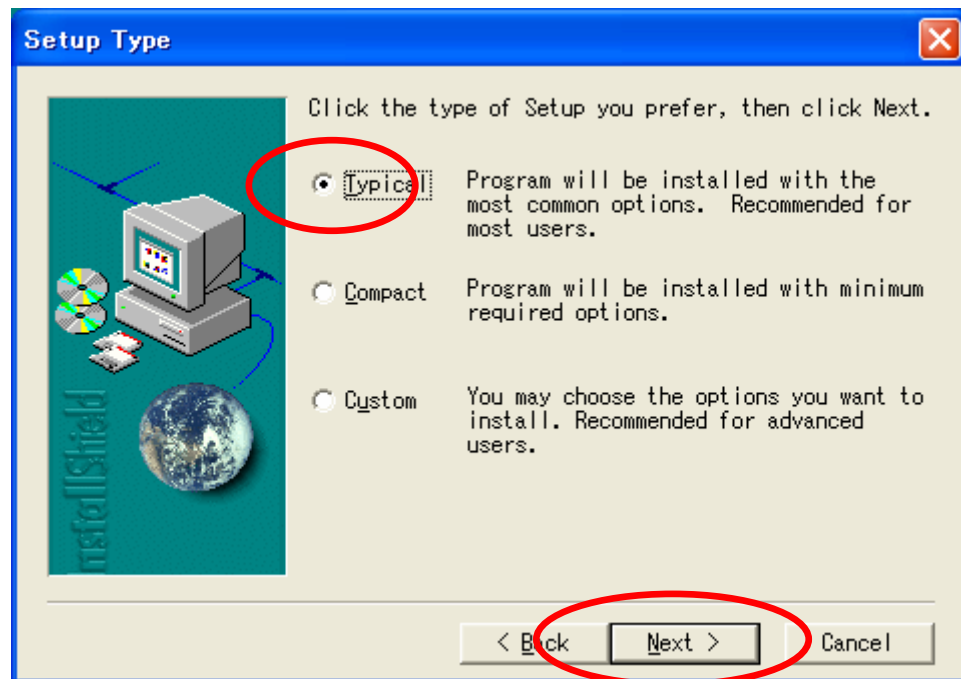 Setup Type
Click the type of Setup you prefer, then click Next.
Typical
Program will be installed with the
most common options.  Recommended for
most users.
Compact
Program will be installed with minimum
required options.
Custom
You may choose the options you want to
install. Recommended for advanced
users.
InstallShield
< Back
Next >
Cancel